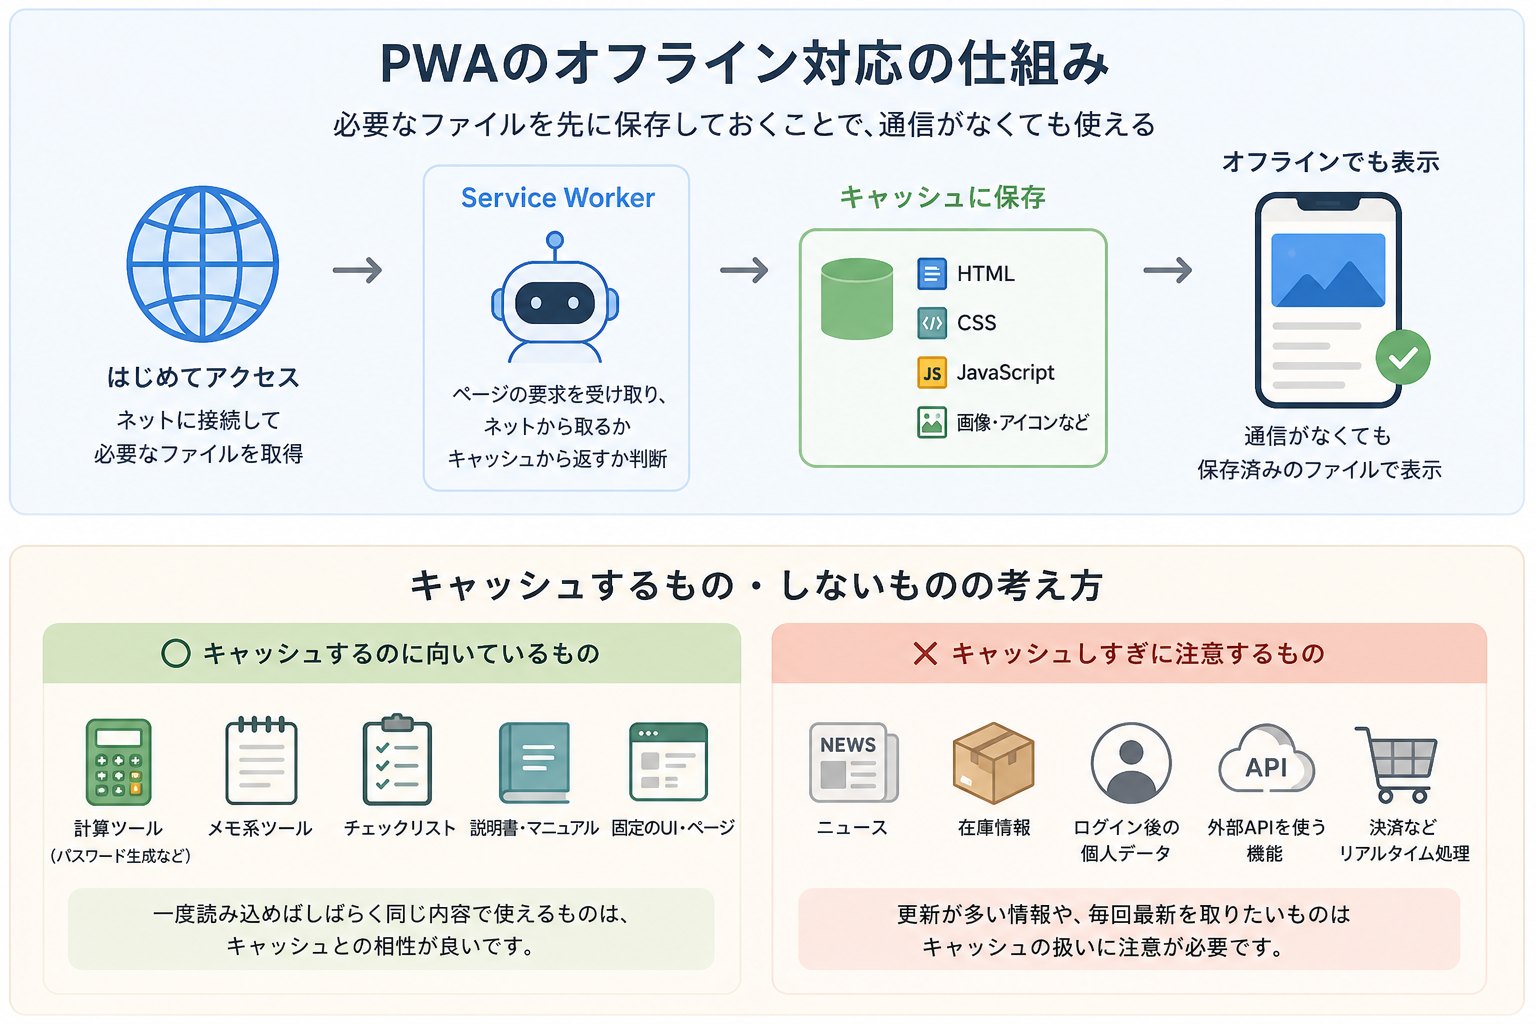 PWAのオフライン対応の仕組み
必要なファイルを先に保存しておくことで、通信がなくても使える
はじめてアクセス
ネットに接続して
必要なファイルを取得
Service Worker
ページの要求を受け取り、
ネットから取るか
キャッシュから返すか判断
キャッシュに保存
HTML
CSS
JS JavaScript
画像・アイコンなど
オフラインでも表示
通信がなくても
保存済みのファイルで表示
キャッシュするもの・しないものの考え方
キャッシュするのに向いているもの
計算ツール
(パスワード生成など)
メモ系ツール
チェックリスト
説明書・マニュアル
固定のUI・ページ
一度読み込めばしばらく同じ内容で使えるものは、
キャッシュとの相性が良いです。
キャッシュしすぎに注意するもの
NEWS
ニュース
在庫情報
ログイン後の
個人データ
API
外部APIを使う
機能
決済など
リアルタイム処理
更新が多い情報や、毎回最新を取りたいものは
キャッシュの扱いに注意が必要です。